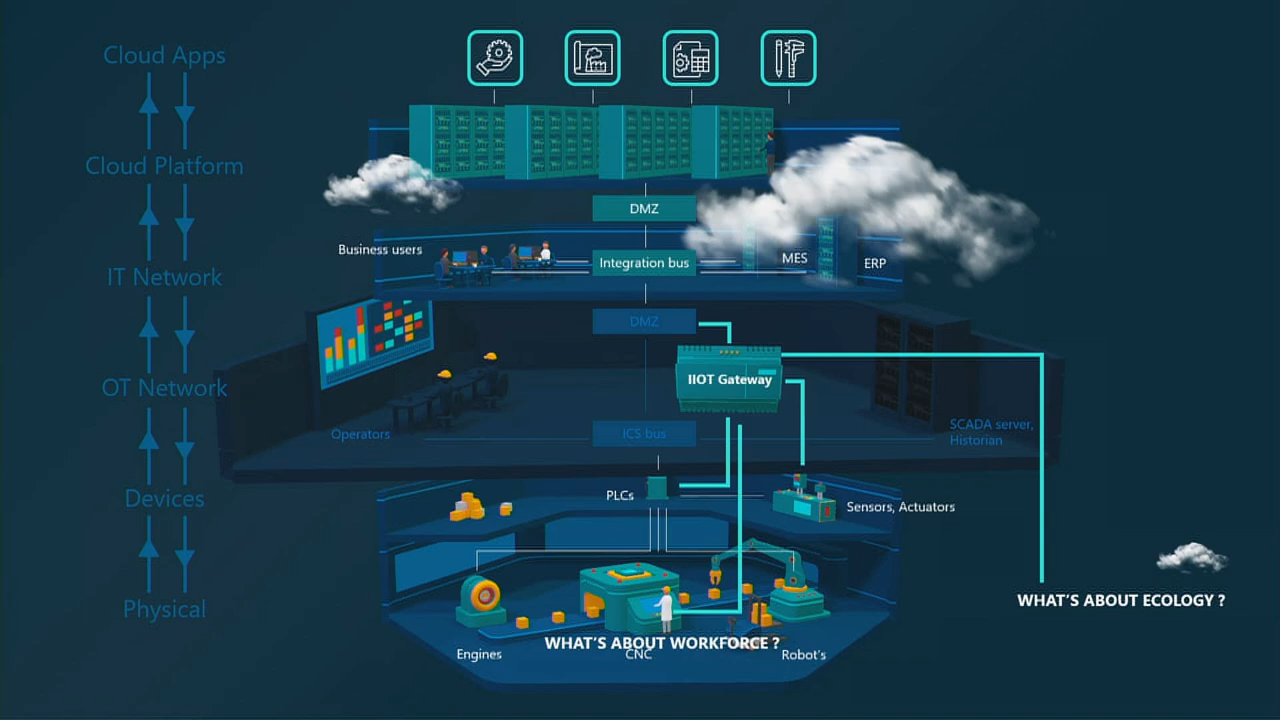 Cloud Apps
Cloud Platform
IT Network
OT Network
Devices
Physical
DMZ
Business users
Integration bus
MES
ERP
DMZ
IIOT Gateway
Operators
ICS bus
SCADA server,
Historian
PLCs
Sensors, Actuators
WHAT'S ABOUT ECOLOGY ?
WHAT'S ABOUT WORKFORCE ?
Engines
CNC
Robot's